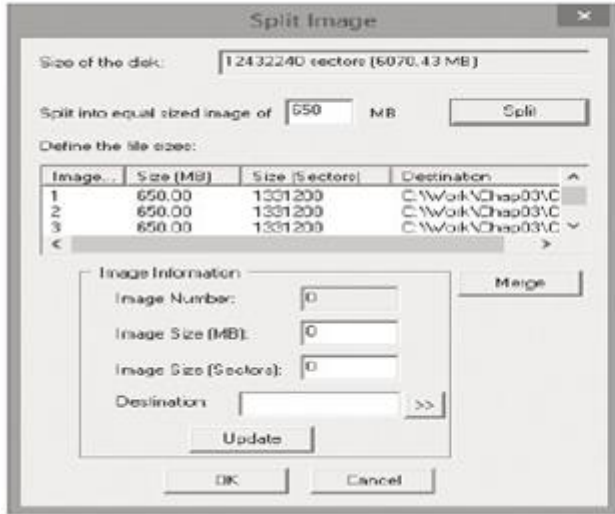 Split Image
Size of the disk: 12432240 sectors (6070.43 MB)
Split into equal sized image of 650 MB Split
Define the file sizes:
Image... Size (MB) Size (Sectors) Destination
1 650.00 1331200 C:\Work\Chap03\C
2 650.00 1331200 C:\Work\Chap03\C
3 650.00 1331200 C:\Work\Chap03\C
Image Information
Merge
Image Number: 0
Image Size (MB): 0
Image Size (Sectors): 0
Destination >>
Update
OK Cancel